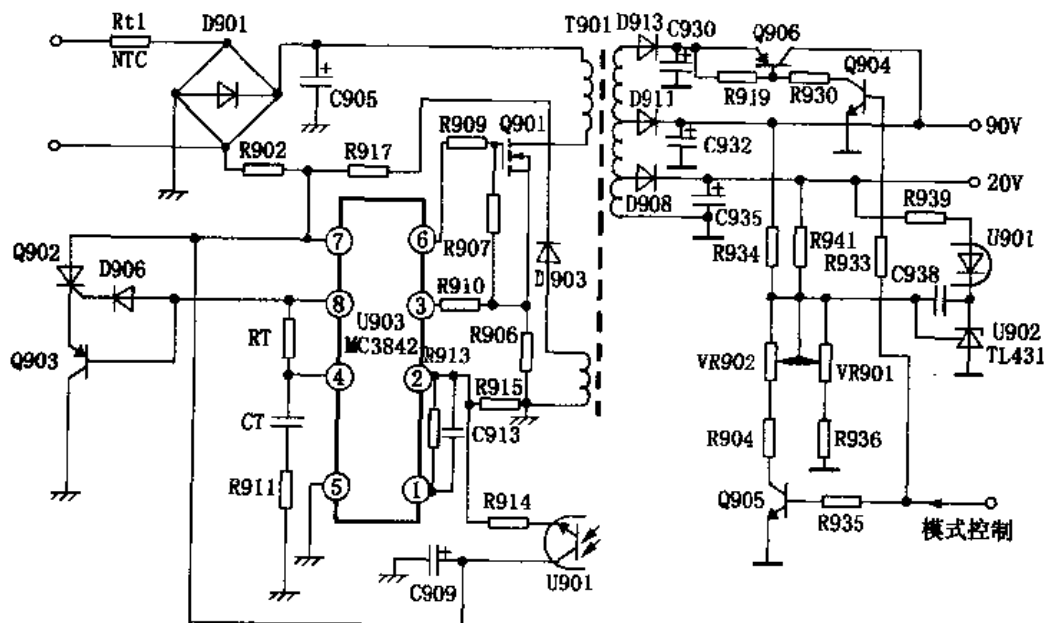 Rt1
NTC
D901
C905
R902
R917
R909
Q901
T901
D913
C930
Q906
Q904
R919
R930
D911
C932
90V
20V
D908
C935
R934
R941
R933
R939
U901
C938
U902
TL431
Q902
D906
Q903
RT
CT
R911
7
6
8
3
4
2
5
1
U903
MC3842
R907
R910
D903
R906
R913
R915
C913
R914
C909
U901
VR902
VR901
R904
R936
Q905
R935
模式控制